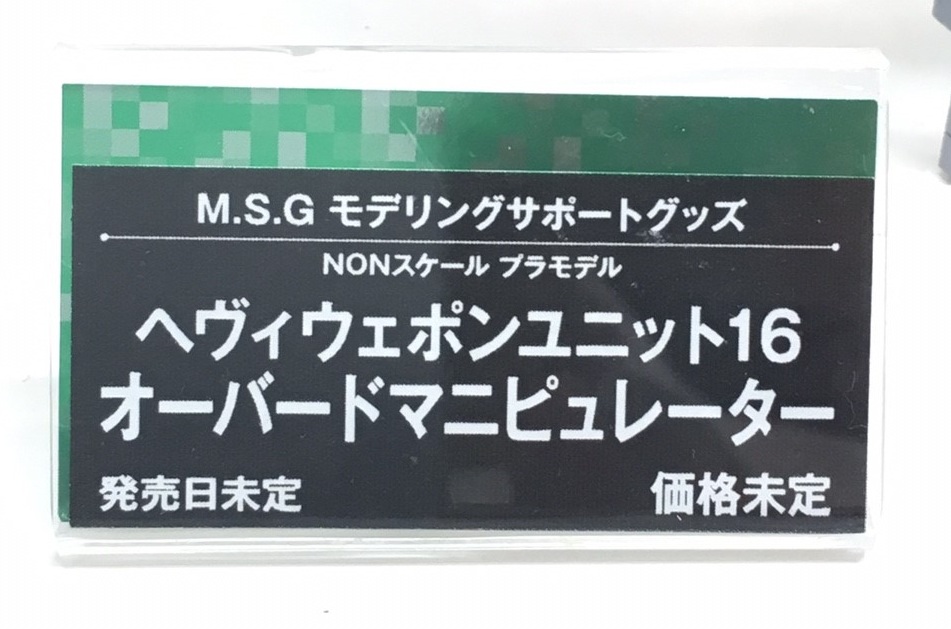 M.S.G モデリングサポートグッズ
NONスケール プラモデル
ヘヴィウェポンユニット16
オーバードマニピュレーター
発売日未定
価格未定